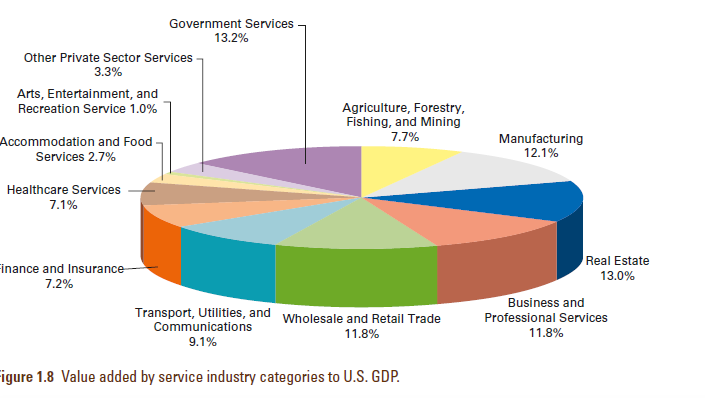 Government Services
13.2%
Other Private Sector Services
3.3%
Arts, Entertainment, and
Recreation Service 1.0%
Accommodation and Food
Services 2.7%
Healthcare Services
7.1%
Finance and Insurance
7.2%
Transport, Utilities, and
Communications
9.1%
Wholesale and Retail Trade
11.8%
Business and
Professional Services
11.8%
Real Estate
13.0%
Manufacturing
12.1%
Agriculture, Forestry,
Fishing, and Mining
7.7%
Figure 1.8 Value added by service industry categories to U.S. GDP.